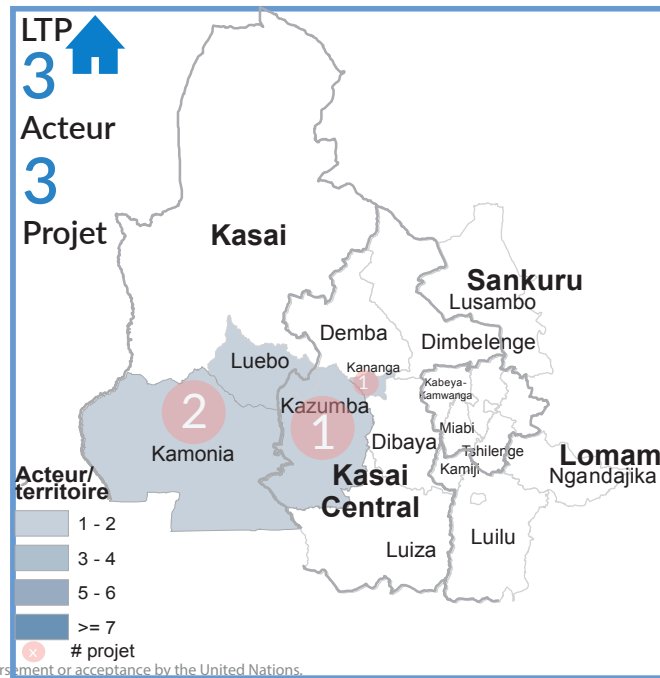 LTP
3
Acteur
3
Projet
Kasai
Sankuru
Lusambo
Demba
Dimbelenge
Luebo
Kananga
1
Kabeya-
Kamwanga
2
Kazumba
1
Miabi
Kamonia
Dibaya
Tshilenge
Lomam
Kasai
Central
Kamiji
Ngandajika
Luiza
Luilu
Acteur/
territoire
1 - 2
3 - 4
5 - 6
>= 7
x # projet
rsement or acceptance by the United Nations.